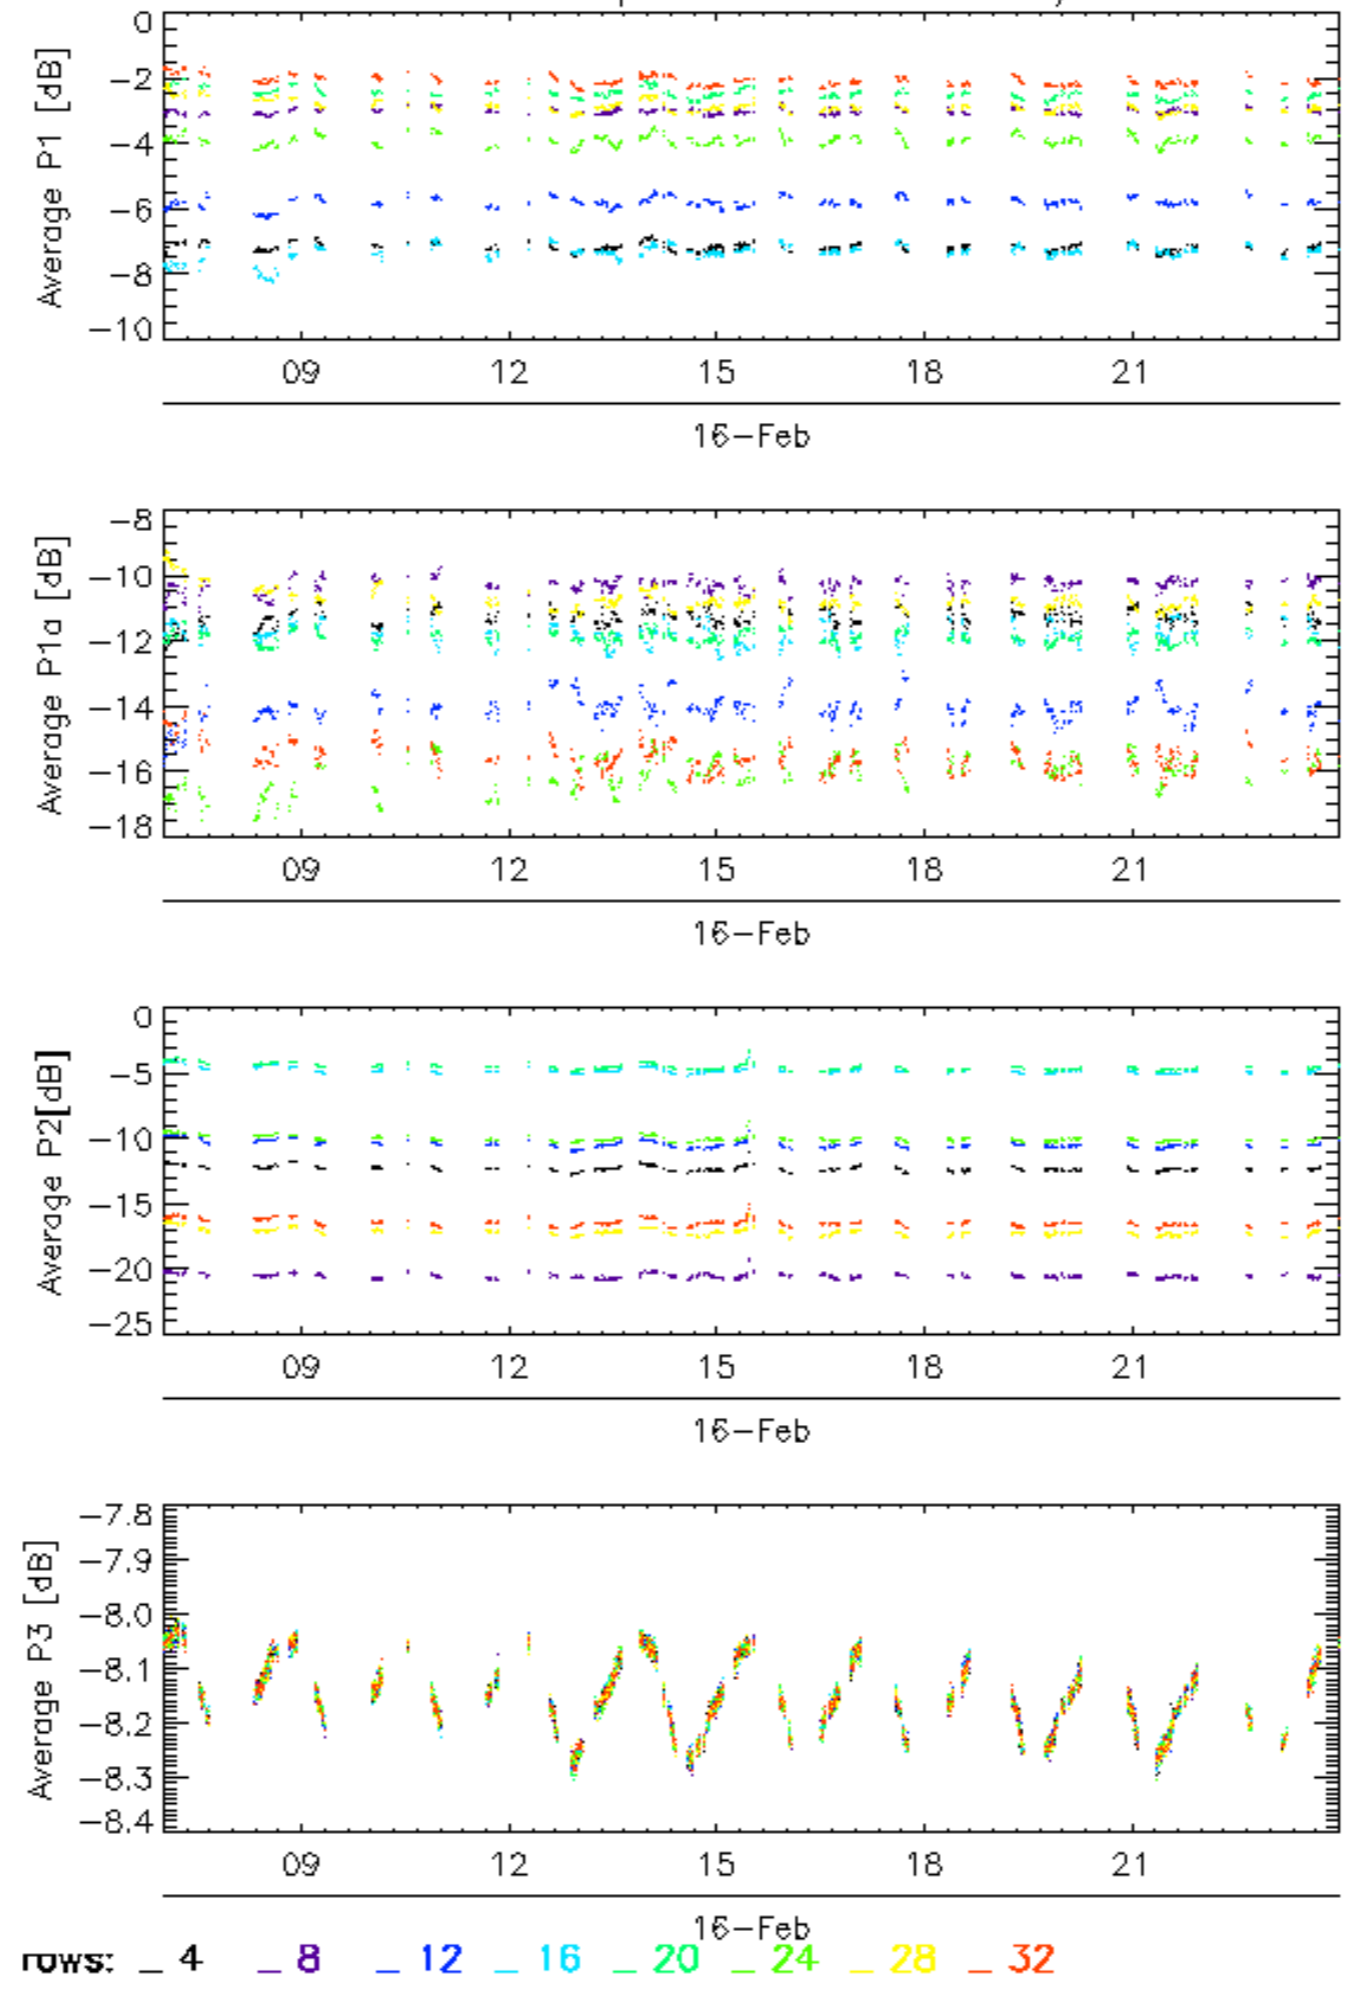 0
−2
−4
−6
−8
−10
Average P1 [dB]
09 12 15 18 21
16−Feb
−8
−10
−12
−14
−16
−18
Average P1a [dB]
09 12 15 18 21
16−Feb
0
−5
−10
−15
−20
−25
Average P2[dB]
09 12 15 18 21
16−Feb
−7.8
−7.9
−8.0
−8.1
−8.2
−8.3
−8.4
Average P3 [dB]
09 12 15 18 21
16−Feb
rows: _ 4 _ 8 _ 12 _ 16 _ 20 _ 24 _ 28 _ 32